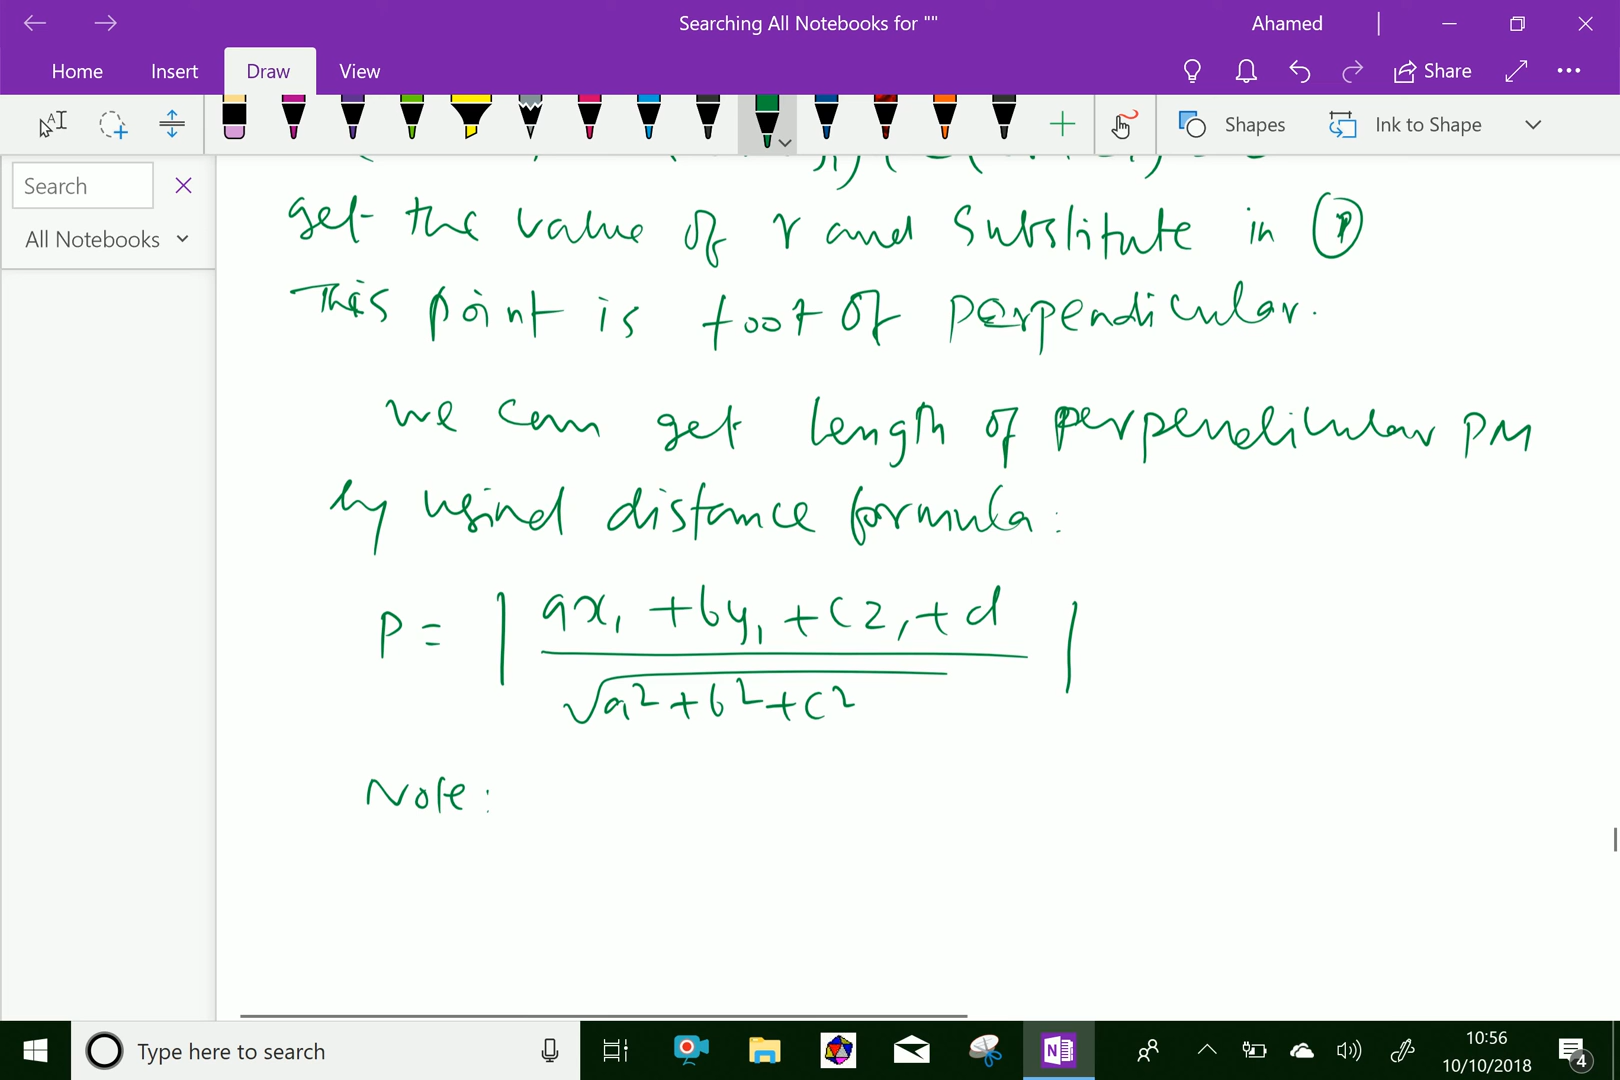 Searching All Notebooks for ""
Ahamed
Home Insert Draw View
Share
Shapes Ink to Shape
Search
All Notebooks
get the value of r and substitute in P
This point is foot of perpendicular.
we can get length of perpendicular PM
by usind distance formula:
P = | ax₁ + by₁ + cz₁ + d / √a² + b² + c² |
Note:
Type here to search
10:56
10/10/2018
4